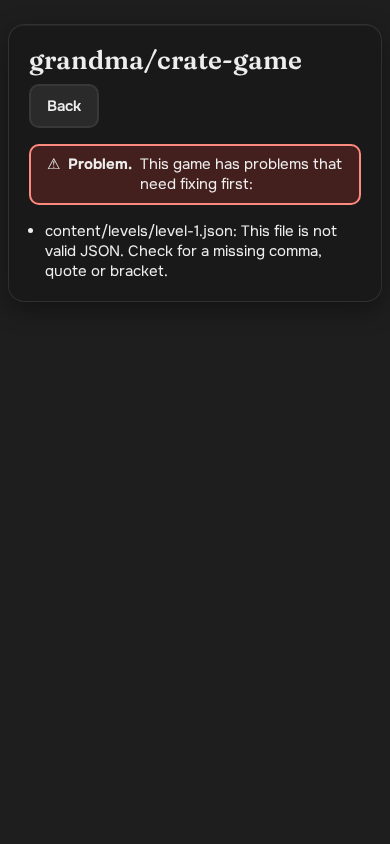 grandma/crate-game
Back
⚠ Problem. This game has problems that
need fixing first:
• content/levels/level-1.json: This file is not
valid JSON. Check for a missing comma,
quote or bracket.